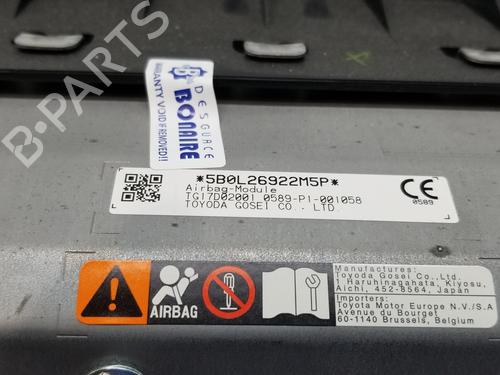 DESGUACE
BONAIRE
WARRANTY VOID IF REMOVED!!
B-PARTS
*5B0L26922M5P*
Airbag-Module
TG17D02001 0589-P1-001058
TOYODA GOSEI CO., LTD.
CE
0589
AIRBAG
Manufacturer:
Toyoda Gosei Co.,Ltd.
1 Haruhinagahata, Kiyosu,
Aichi, 452-8564, Japan
Importers:
Toyota Motor Europe N.V./S.A
Avenue du Bourget
60-1140 Brussels, Belgium